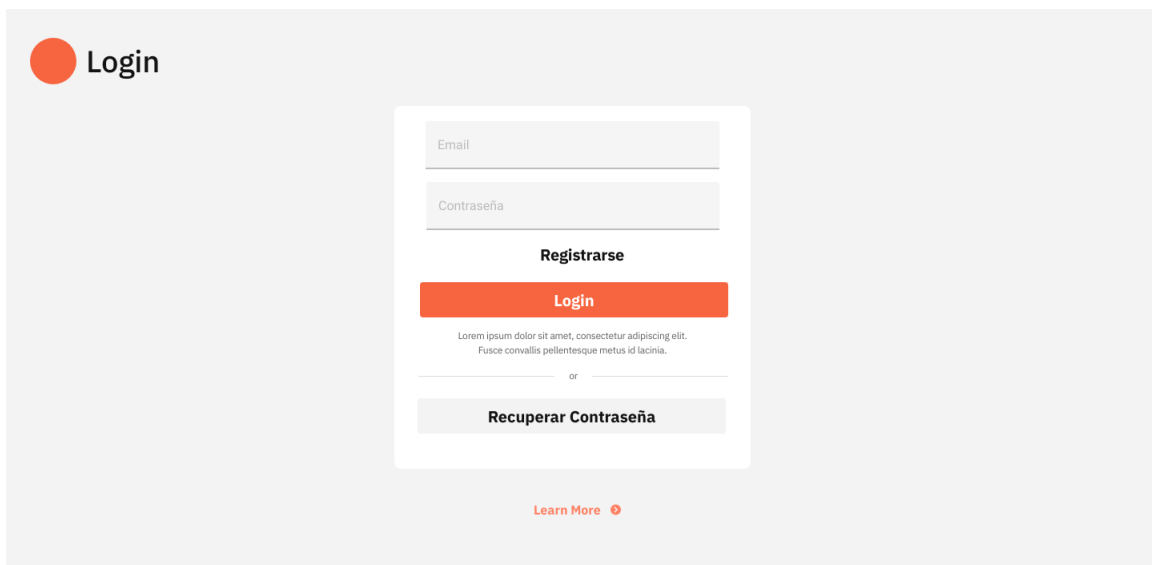 Login
Email
Contraseña
Registrarse
Login
Lorem ipsum dolor sit amet, consectetur adipiscing elit.
Fusce convallis pellentesque metus id lacinia.
or
Recuperar Contraseña
Learn More